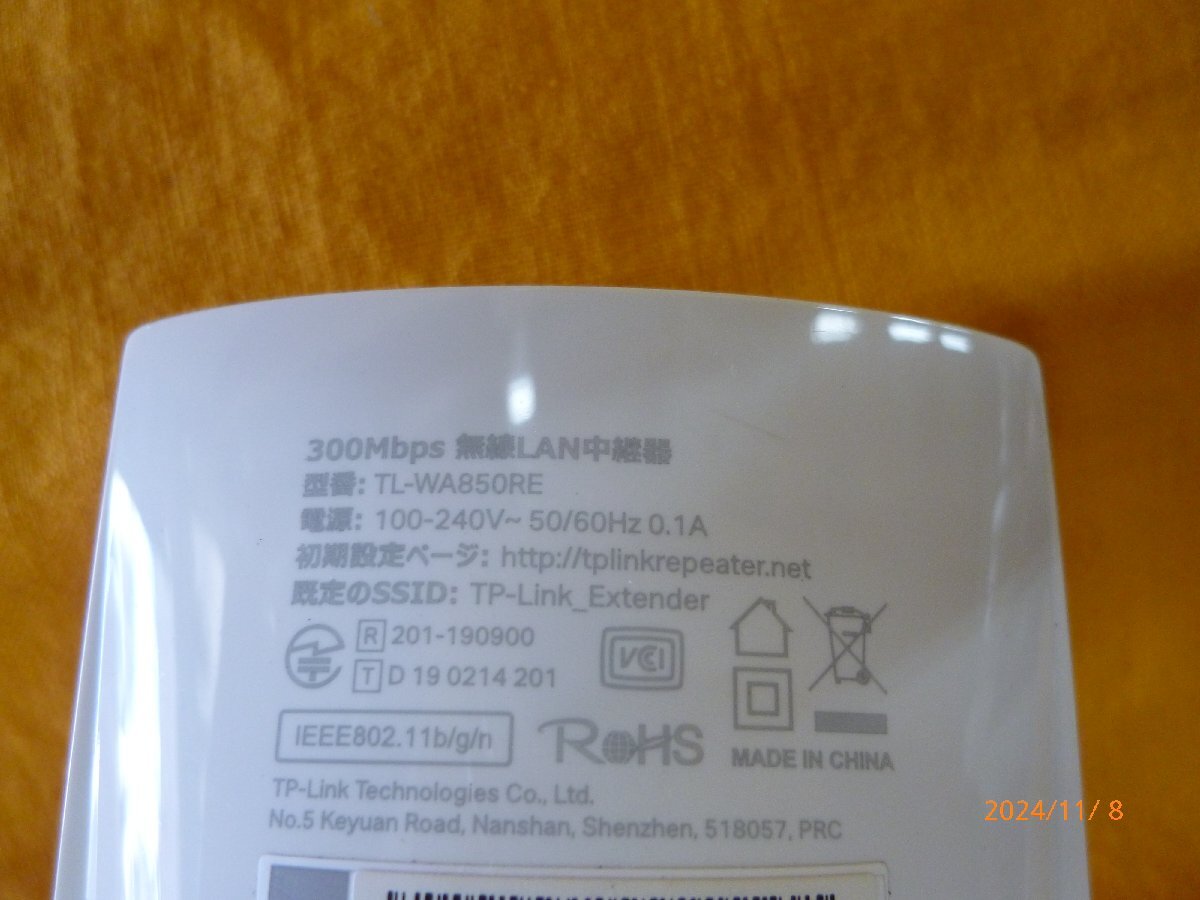 300Mbps 無線LAN中継器
型番: TL-WA850RE
電源: 100-240V~ 50/60Hz 0.1A
初期設定ページ: http://tplinkrepeater.net
既定のSSID: TP-Link_Extender
R 201-190900
T D 19 0214 201
VCCI
IEEE802.11b/g/n
RoHS
MADE IN CHINA
TP-Link Technologies Co., Ltd.
No.5 Keyuan Road, Nanshan, Shenzhen, 518057, PRC
2024/11/ 8